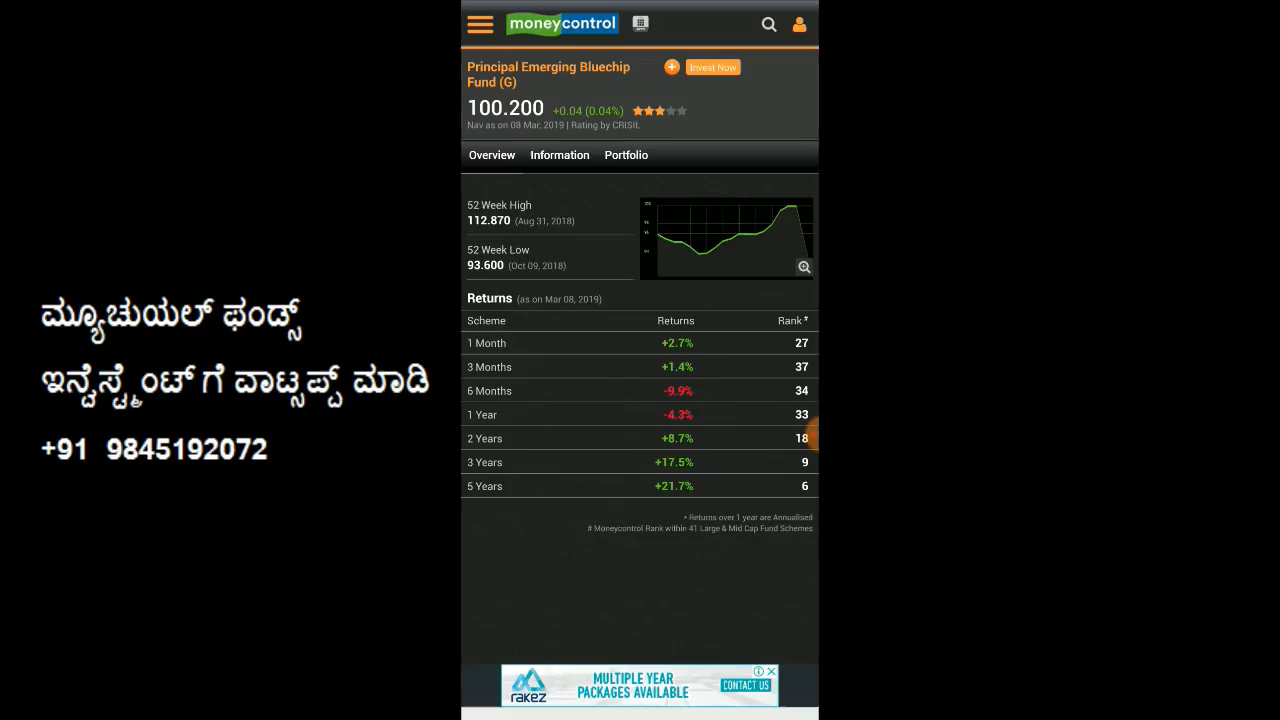 ಮ್ಯೂಚುಯಲ್ ಫಂಡ್ಸ್
ಇನ್ವೆಸ್ಟ್ಮೆಂಟ್ ಗೆ ವಾಟ್ಸಪ್ಪ್ ಮಾಡಿ
+91 9845192072
moneycontrol
Principal Emerging Bluechip
Fund (G)
Invest Now
100.200 +0.04 (0.04%)
Nav as on 08 Mar, 2019 | Rating by CRISIL
Overview Information Portfolio
52 Week High
112.870 (Aug 31, 2018)
52 Week Low
93.600 (Oct 09, 2018)
Returns (as on Mar 08, 2019)
Scheme Returns Rank #
1 Month +2.7% 27
3 Months +1.4% 37
6 Months -9.9% 34
1 Year -4.3% 33
2 Years +8.7% 18
3 Years +17.5% 9
5 Years +21.7% 6
* Returns over 1 year are Annualised
# Moneycontrol Rank within 41 Large & Mid Cap Fund Schemes
rakez
MULTIPLE YEAR
PACKAGES AVAILABLE
CONTACT US